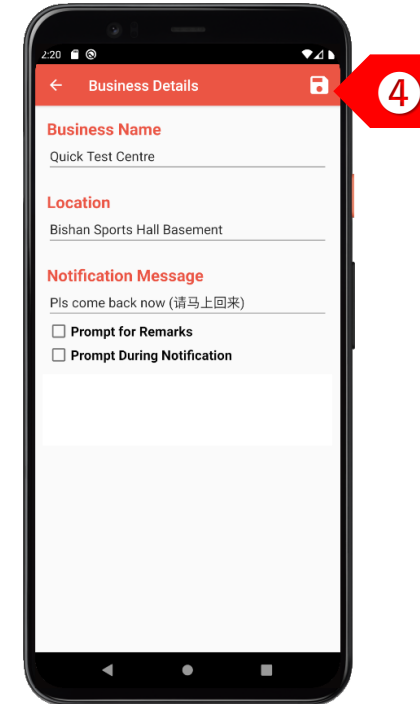 2:20
Business Details
4
Business Name
Quick Test Centre
Location
Bishan Sports Hall Basement
Notification Message
Pls come back now (请马上回来)
Prompt for Remarks
Prompt During Notification